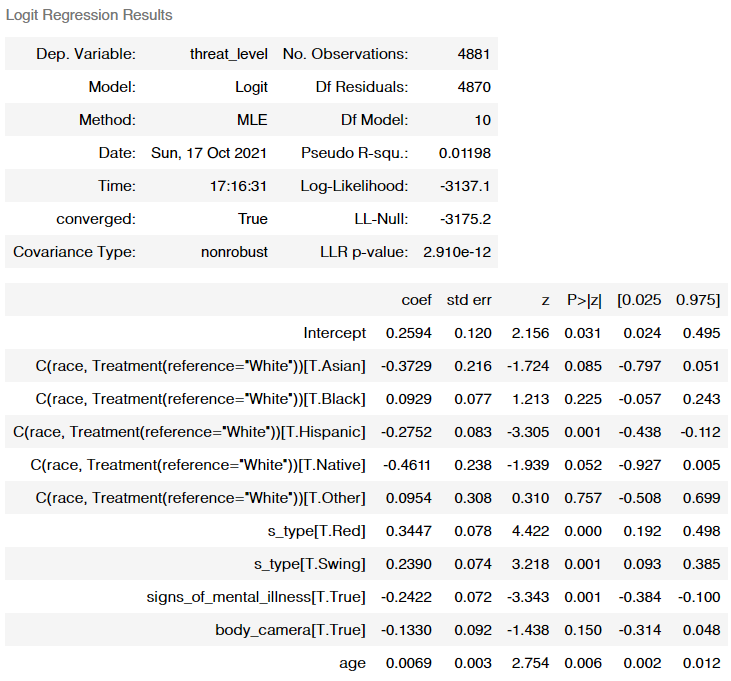 Logit Regression Results
Dep. Variable: threat_level No. Observations: 4881
Model: Logit Df Residuals: 4870
Method: MLE Df Model: 10
Date: Sun, 17 Oct 2021 Pseudo R-squ.: 0.01198
Time: 17:16:31 Log-Likelihood: -3137.1
converged: True LL-Null: -3175.2
Covariance Type: nonrobust LLR p-value: 2.910e-12
coef std err z P>|z| [0.025 0.975]
Intercept 0.2594 0.120 2.156 0.031 0.024 0.495
C(race, Treatment(reference="White"))[T.Asian] -0.3729 0.216 -1.724 0.085 -0.797 0.051
C(race, Treatment(reference="White"))[T.Black] 0.0929 0.077 1.213 0.225 -0.057 0.243
C(race, Treatment(reference="White"))[T.Hispanic] -0.2752 0.083 -3.305 0.001 -0.438 -0.112
C(race, Treatment(reference="White"))[T.Native] -0.4611 0.238 -1.939 0.052 -0.927 0.005
C(race, Treatment(reference="White"))[T.Other] 0.0954 0.308 0.310 0.757 -0.508 0.699
s_type[T.Red] 0.3447 0.078 4.422 0.000 0.192 0.498
s_type[T.Swing] 0.2390 0.074 3.218 0.001 0.093 0.385
signs_of_mental_illness[T.True] -0.2422 0.072 -3.343 0.001 -0.384 -0.100
body_camera[T.True] -0.1330 0.092 -1.438 0.150 -0.314 0.048
age 0.0069 0.003 2.754 0.006 0.002 0.012